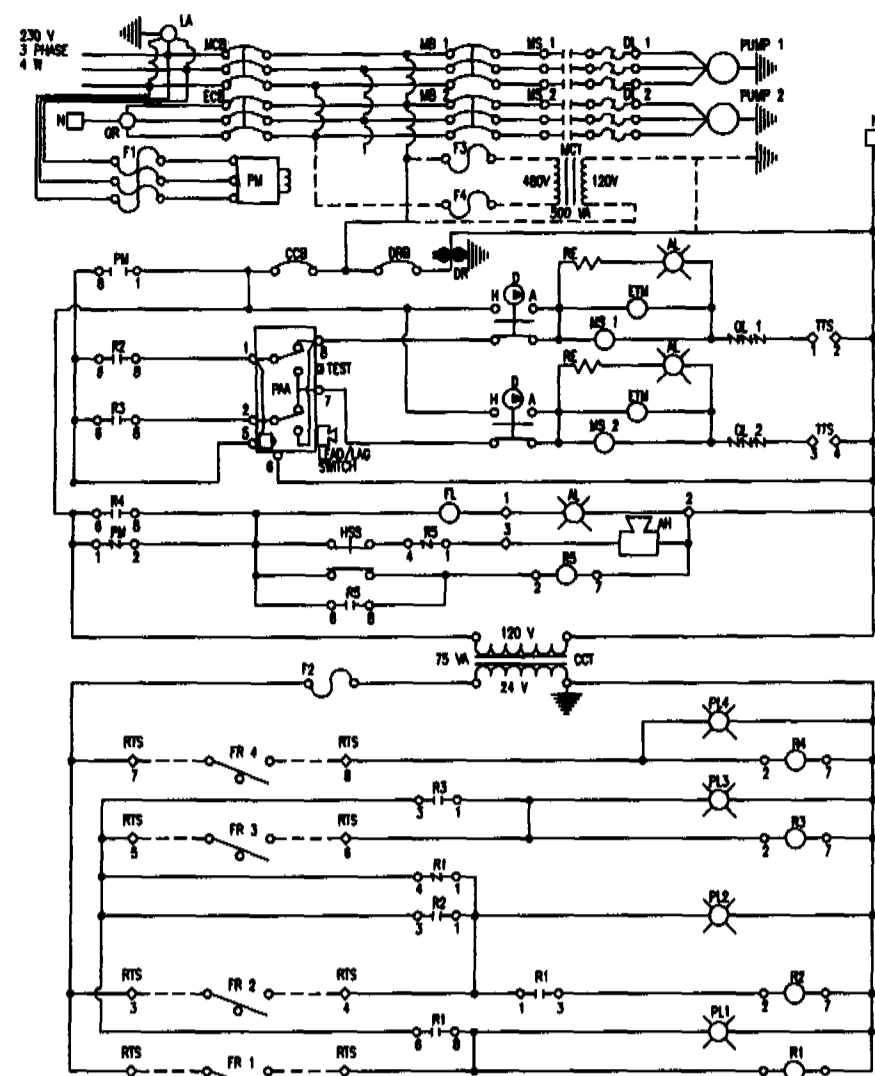 LA
230 V
3 PHASE
4 W
MCB
MB 1
MS 1
OL 1
PUMP 1
ECB
MB 2
MS 2
OL 2
PUMP 2
N
GR
N
F1
PM
F3
MCT
480V
120V
F4
500 VA
PM
8 1
CCB
DRB
DR
RE
AL
D
H A
ETM
MS 1
OL 1
TTS
1 2
R2
6 8
1
8
TEST
PAA
7
RE
AL
D
H A
ETM
MS 2
OL 2
TTS
3 4
R3
6 8
2
5
6
LEAD/LAG
SWITCH
R4
6 8
FL
1
AL
2
PM
1 2
HSS
R5
4 1
3
AH
R5
2 7
R5
6 8
120 V
75 VA
CCT
24 V
F2
PL4
RTS
7
FR 4
RTS
8
R4
2 7
R3
3 1
PL3
RTS
5
FR 3
RTS
6
R3
2 7
R1
4 1
R2
3 1
PL2
RTS
3
FR 2
RTS
4
R1
1 3
R2
2 7
R1
6 8
PL1
RTS
FR 1
RTS
R1